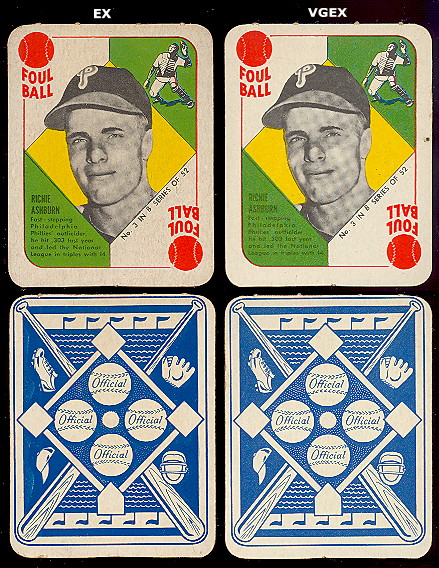 EX
VGEX
FOUL
BALL
P
RICHIE
ASHBURN
Fast-stepping
Philadelphia
Phillies' outfielder,
he hit .303 last year
and led the National
League in triples with 14.
No. 3 IN B SERIES OF 52
FOUL
BALL
FOUL
BALL
P
RICHIE
ASHBURN
Fast-stepping
Philadelphia
Phillies' outfielder,
he hit .303 last year
and led the National
League in triples with 14.
No. 3 IN B SERIES OF 52
FOUL
BALL
Official
Official
Official
Official
Official
Official
Official
Official